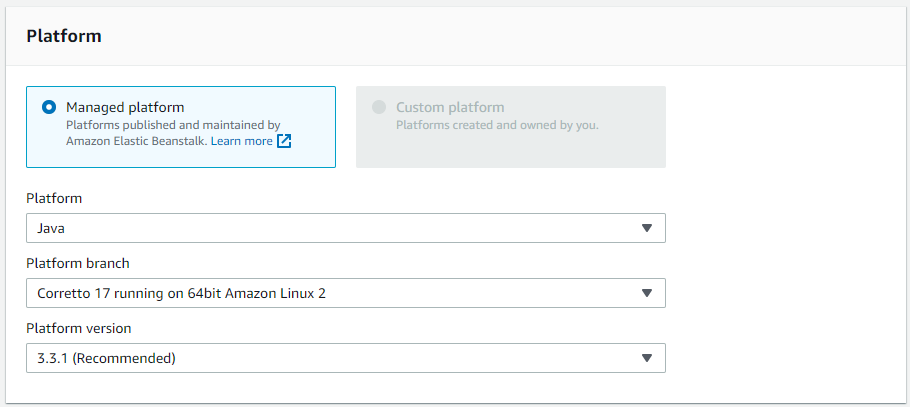 Platform
Managed platform
Platforms published and maintained by
Amazon Elastic Beanstalk. Learn more
Custom platform
Platforms created and owned by you.
Platform
Java
Platform branch
Corretto 17 running on 64bit Amazon Linux 2
Platform version
3.3.1 (Recommended)